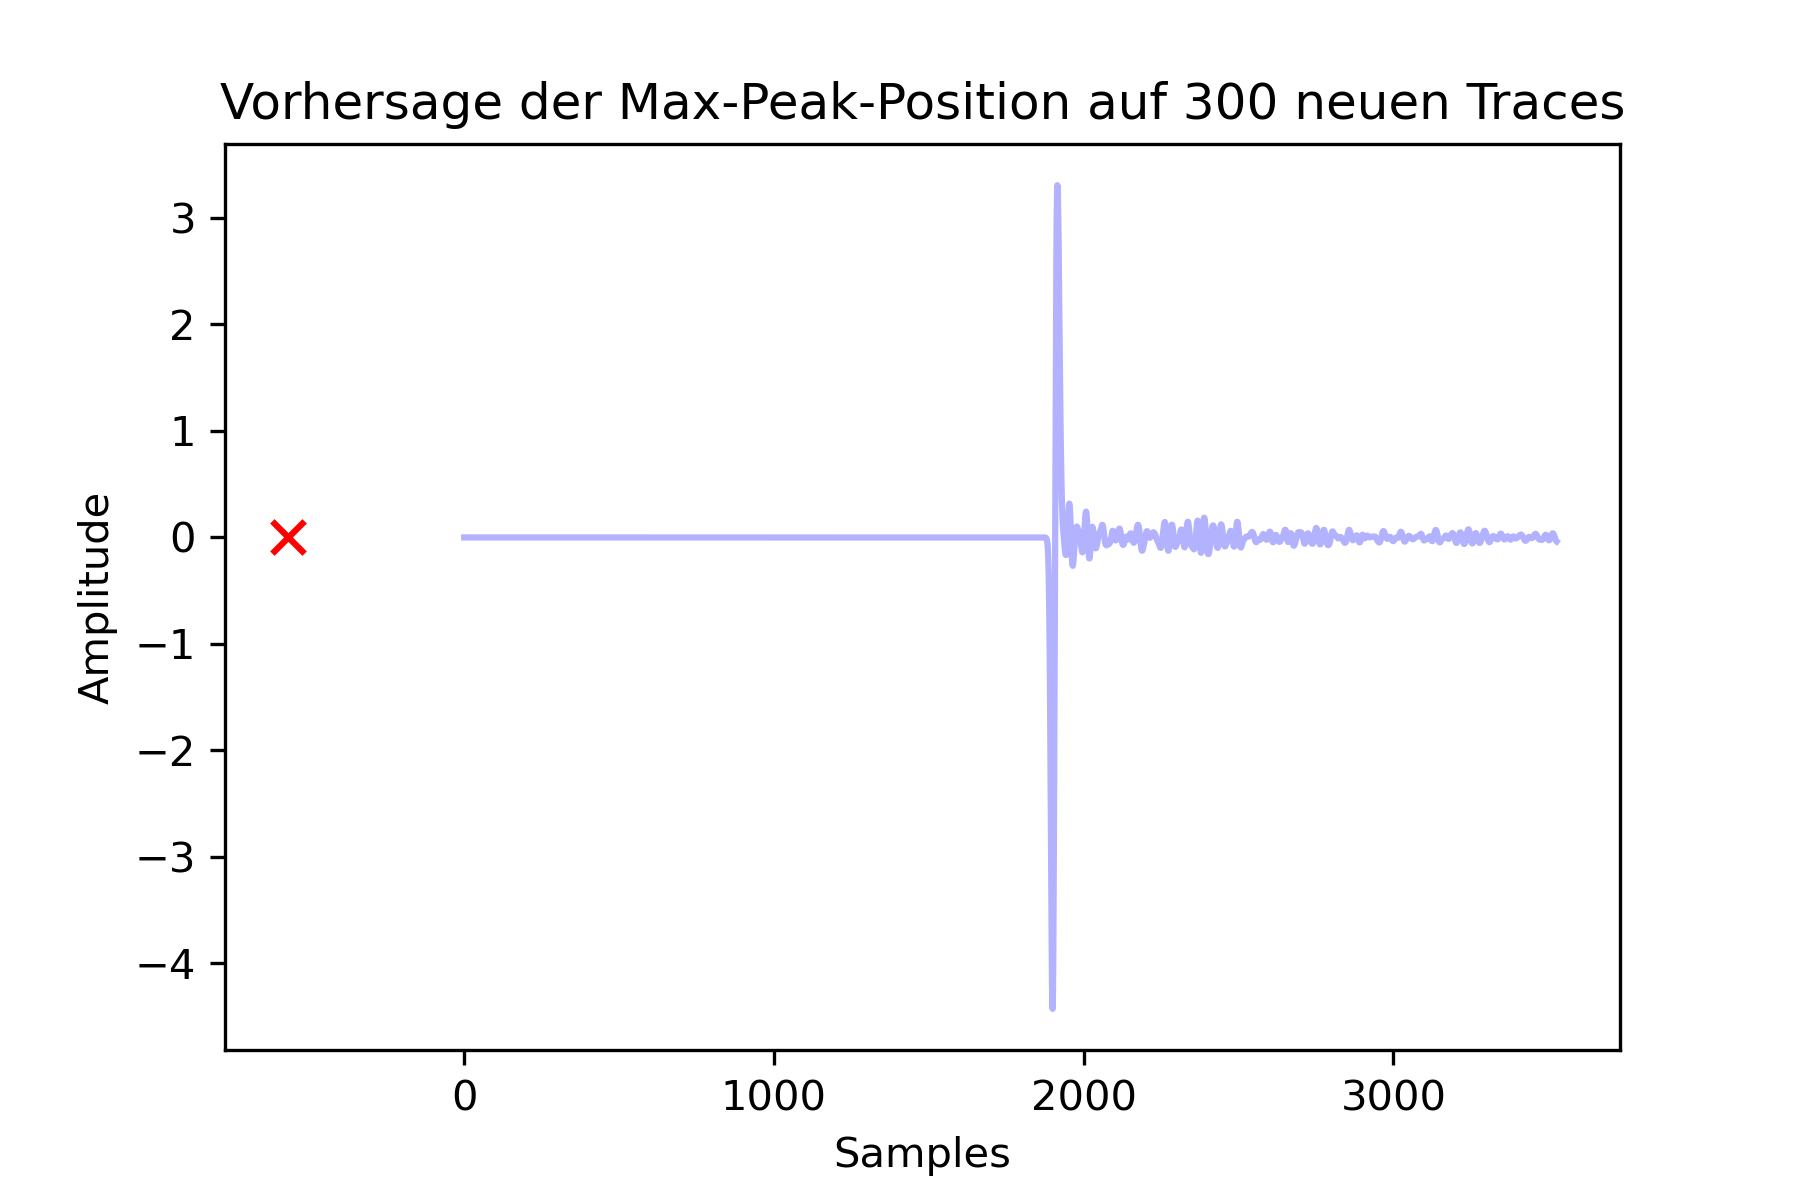 Vorhersage der Max-Peak-Position auf 300 neuen Traces
3
2
1
0
−1
−2
−3
−4
Amplitude
0 1000 2000 3000
Samples